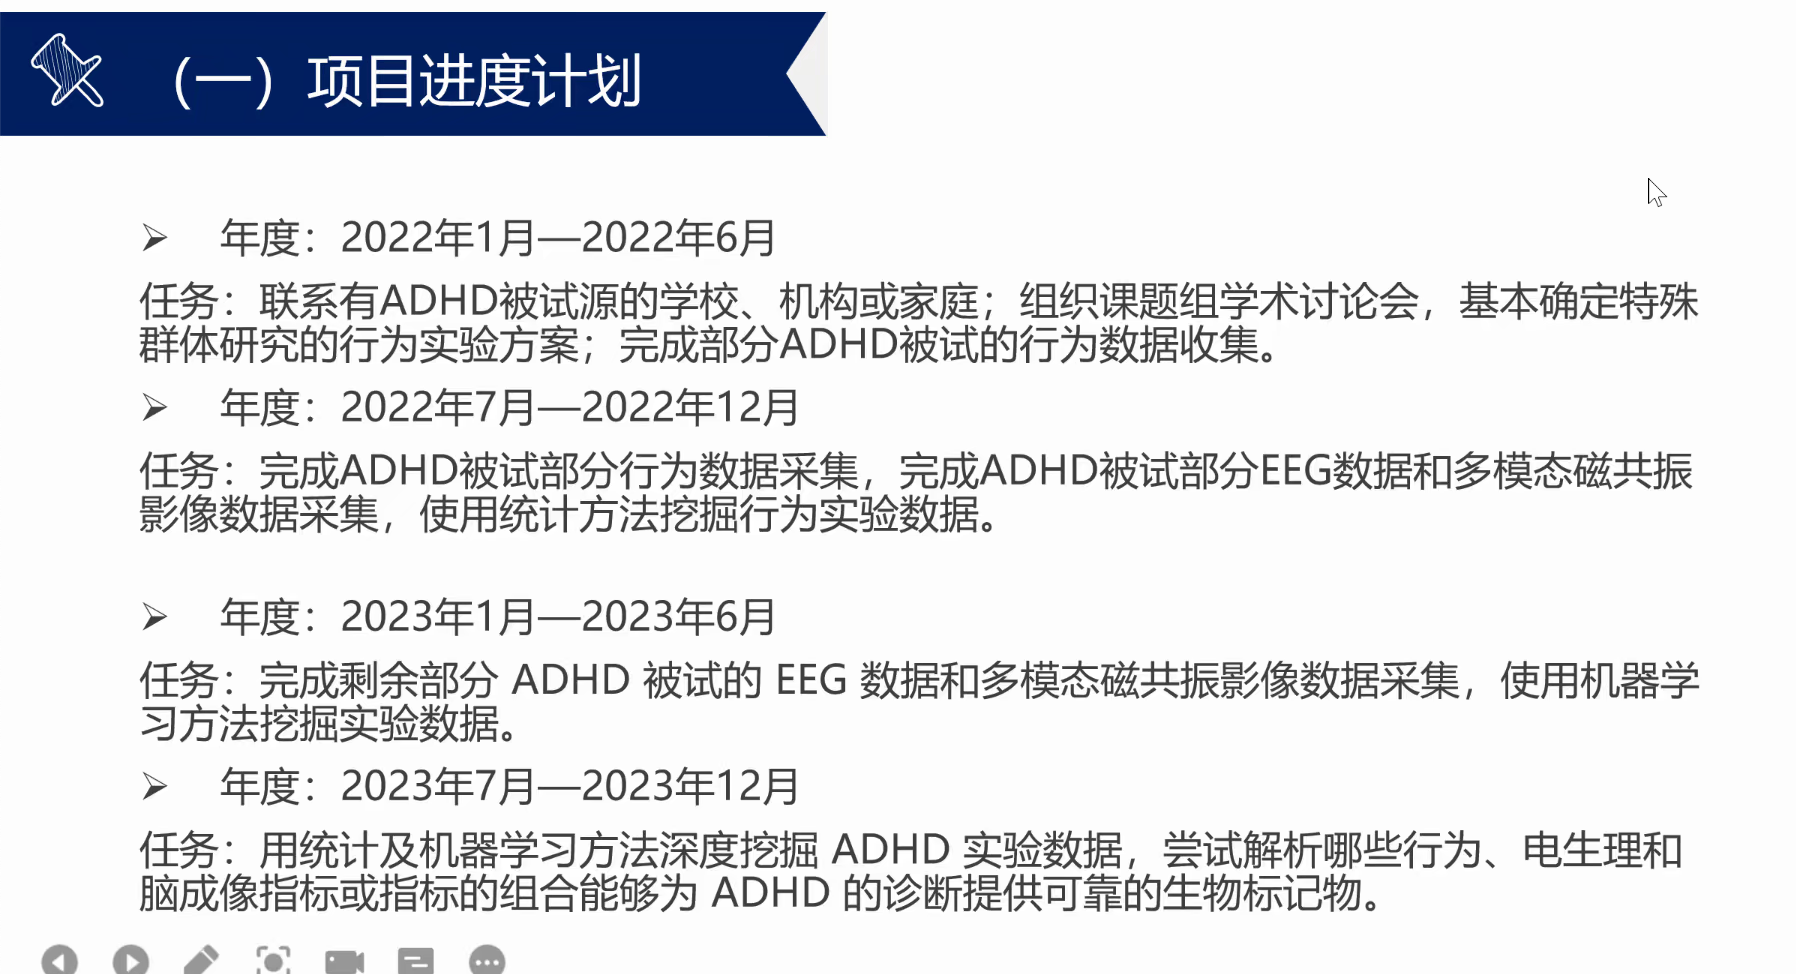 （一）项目进度计划
➢ 年度：2022年1月—2022年6月
任务：联系有ADHD被试源的学校、机构或家庭；组织课题组学术讨论会，基本确定特殊
群体研究的行为实验方案；完成部分ADHD被试的行为数据收集。
➢ 年度：2022年7月—2022年12月
任务：完成ADHD被试部分行为数据采集，完成ADHD被试部分EEG数据和多模态磁共振
影像数据采集，使用统计方法挖掘行为实验数据。
➢ 年度：2023年1月—2023年6月
任务：完成剩余部分 ADHD 被试的 EEG 数据和多模态磁共振影像数据采集，使用机器学
习方法挖掘实验数据。
➢ 年度：2023年7月—2023年12月
任务：用统计及机器学习方法深度挖掘 ADHD 实验数据，尝试解析哪些行为、电生理和
脑成像指标或指标的组合能够为 ADHD 的诊断提供可靠的生物标记物。